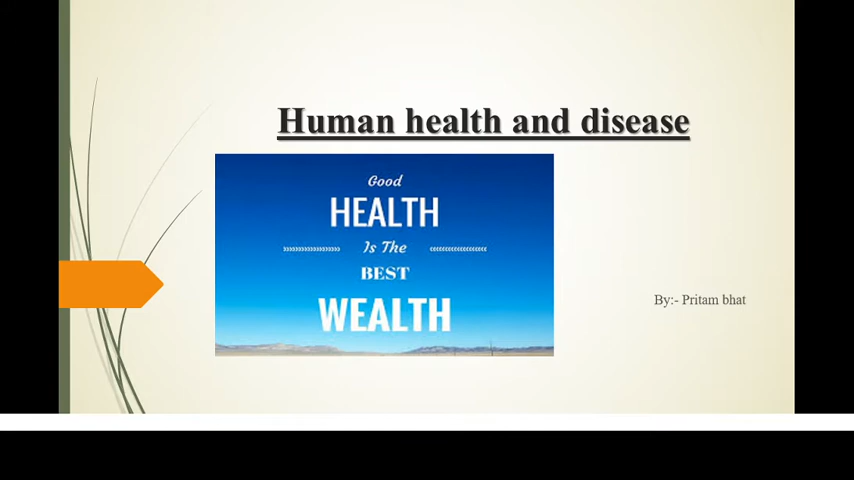 Human health and disease
Good
HEALTH
Is The
BEST
WEALTH
By:- Pritam bhat